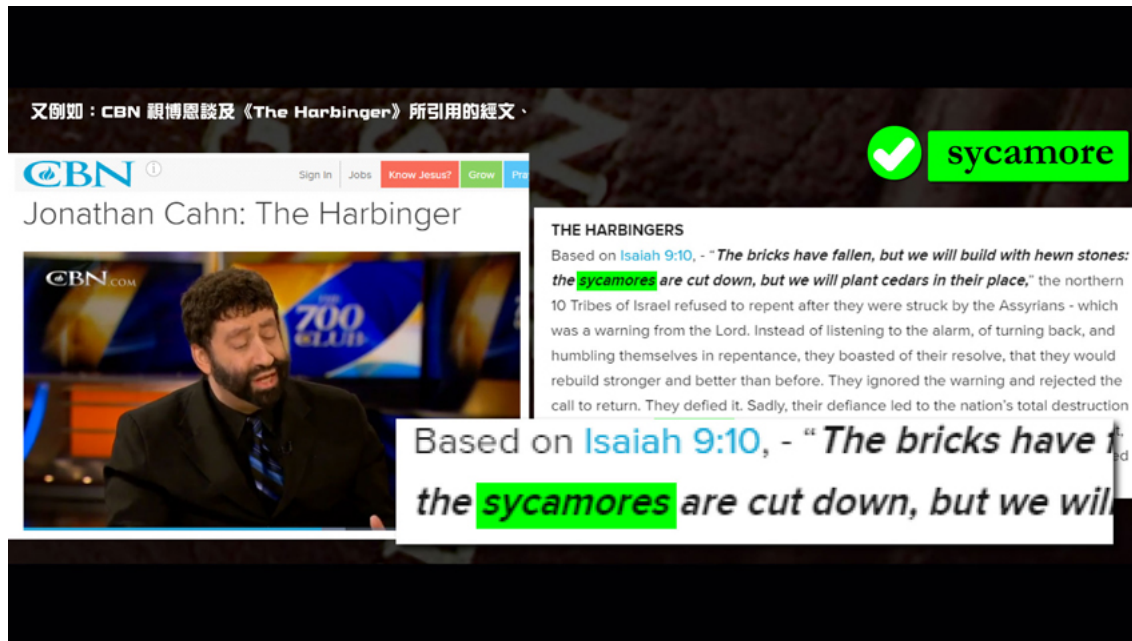 又例如：CBN 視博恩談及《The Harbinger》所引用的經文、
sycamore
CBN
Sign In
Jobs
Know Jesus?
Grow
Pra
Jonathan Cahn: The Harbinger
CBN.COM
THE
700
CLUB
THE HARBINGERS
Based on Isaiah 9:10, - “The bricks have fallen, but we will build with hewn stones:
the sycamores are cut down, but we will plant cedars in their place,” the northern
10 Tribes of Israel refused to repent after they were struck by the Assyrians - which
was a warning from the Lord. Instead of listening to the alarm, of turning back, and
humbling themselves in repentance, they boasted of their resolve, that they would
rebuild stronger and better than before. They ignored the warning and rejected the
call to return. They defied it. Sadly, their defiance led to the nation’s total destruction
Based on Isaiah 9:10, - “The bricks have f
the sycamores are cut down, but we will